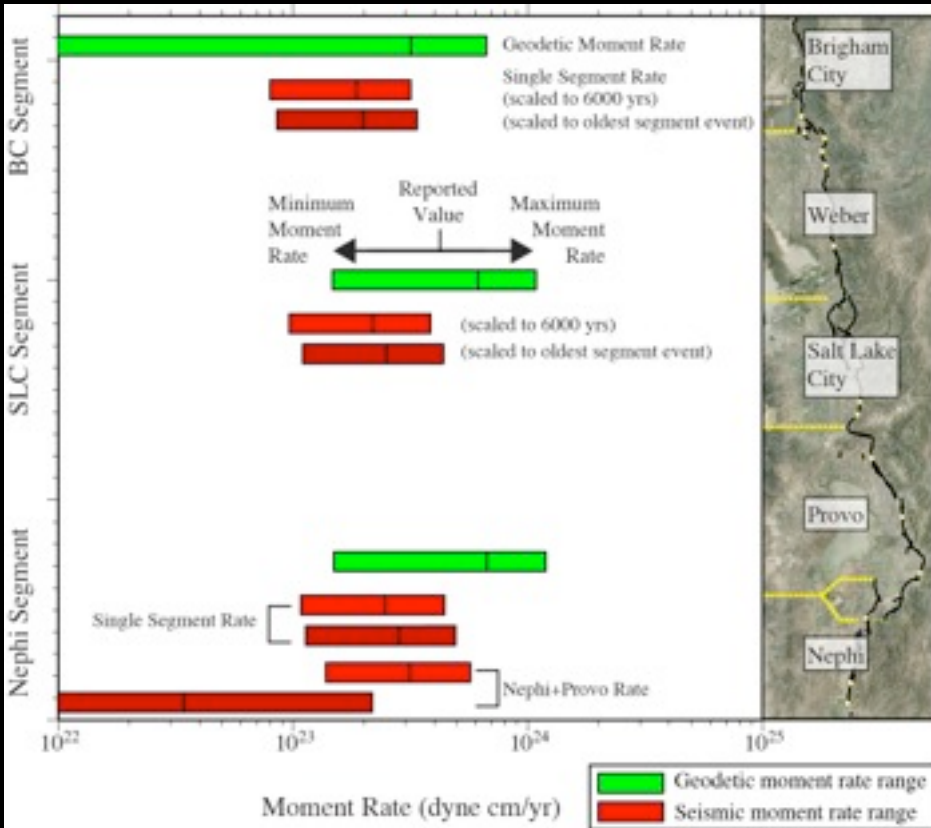 BC Segment
Geodetic Moment Rate
Single Segment Rate
(scaled to 6000 yrs)
(scaled to oldest segment event)
SLC Segment
Minimum
Moment
Rate
Reported
Value
Maximum
Moment
Rate
(scaled to 6000 yrs)
(scaled to oldest segment event)
Nephi Segment
Single Segment Rate
Nephi+Provo Rate
10²² 10²³ 10²⁴ 10²⁵
Moment Rate (dyne cm/yr)
Geodetic moment rate range
Seismic moment rate range
Brigham
City
Weber
Salt Lake
City
Provo
Nephi